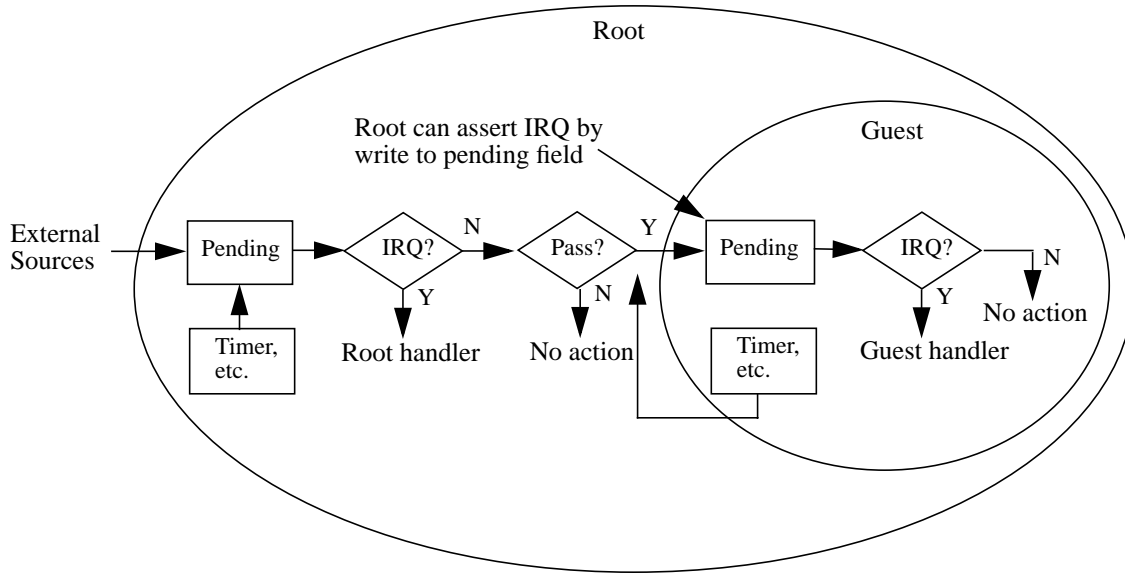 Root
Root can assert IRQ by
write to pending field
Guest
External
Sources
Pending
IRQ?
N
Pass?
Y
Pending
IRQ?
N
Y
N
Y
No action
Root handler
No action
Guest handler
Timer,
etc.
Timer,
etc.